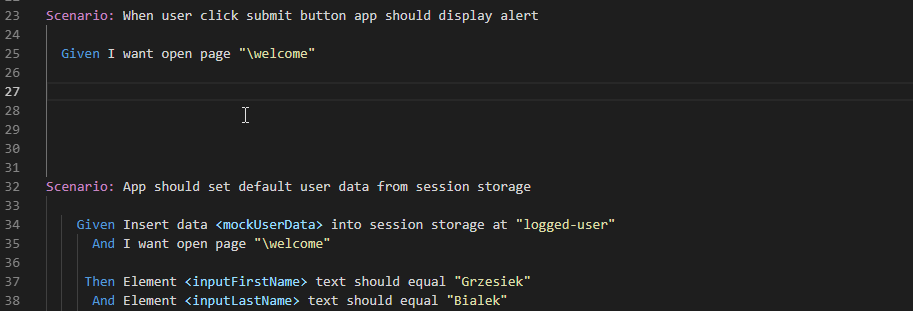 23 Scenario: When user click submit button app should display alert
24
25 Given I want open page "\welcome"
26
27
28
29
30
31
32 Scenario: App should set default user data from session storage
33
34 Given Insert data <mockUserData> into session storage at "logged-user"
35 And I want open page "\welcome"
36
37 Then Element <inputFirstName> text should equal "Grzesiek"
38 And Element <inputLastName> text should equal "Bialek"